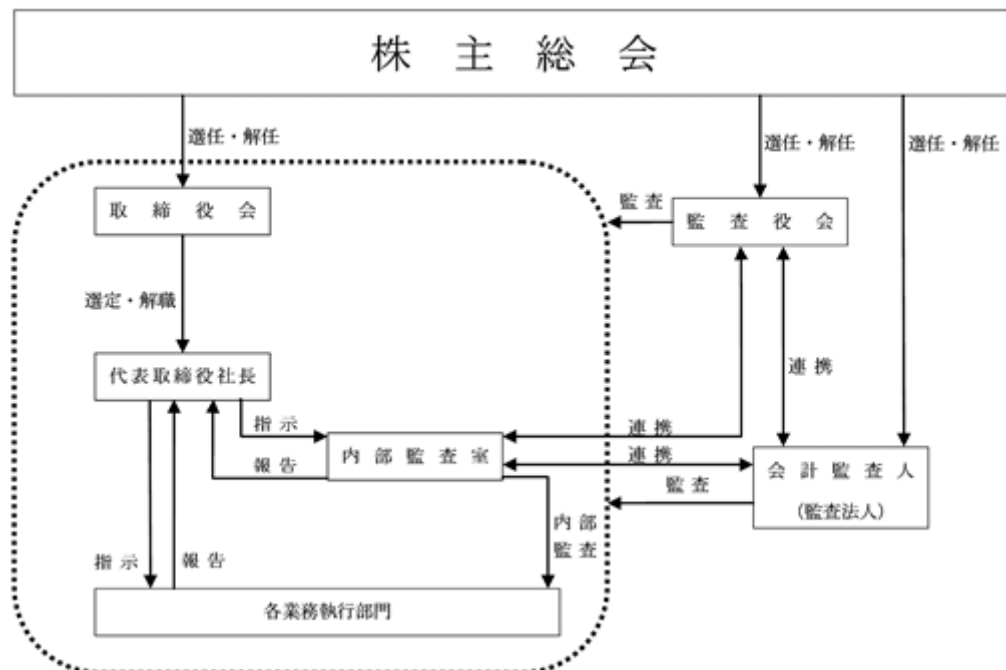 株主総会
選任・解任
選任・解任
選任・解任
取締役会
監査
監査役会
選定・解職
代表取締役社長
連携
指示
連携
内部監査室
報告
連携
会計監査人
(監査法人)
監査
内部
監査
指示
報告
各業務執行部門